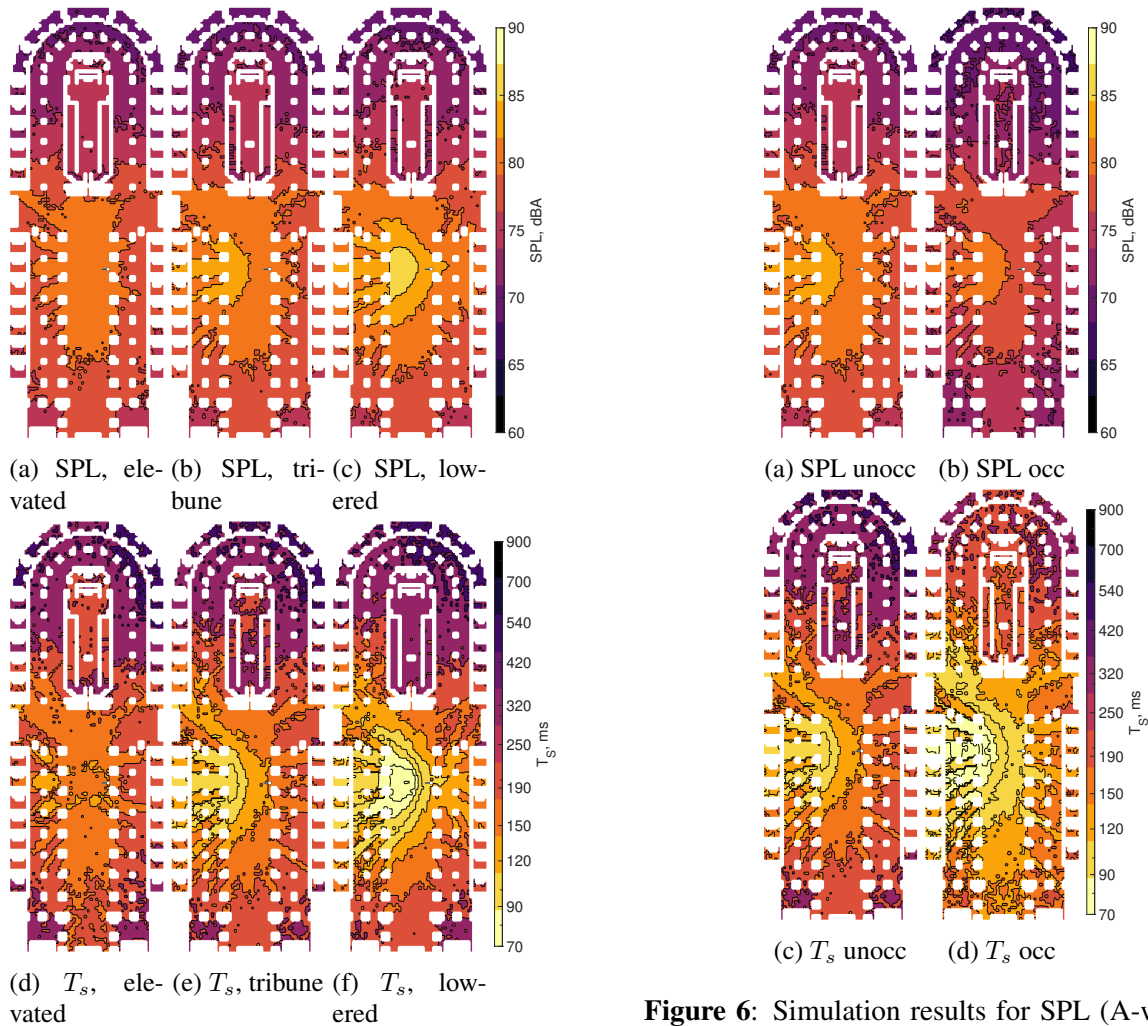 90
85
80
75
70
65
60
SPL, dBA
(a) SPL, ele-
vated
(b) SPL, tri-
bune
(c) SPL, low-
ered
900
700
540
420
320
250
190
150
120
90
70
T_S, ms
(d) T_s, ele-
vated
(e) T_s, tribune
(f) T_s, low-
ered
90
85
80
75
70
65
60
SPL, dBA
(a) SPL unocc
(b) SPL occ
900
700
540
420
320
250
190
150
120
90
70
T_S, ms
(c) T_s unocc
(d) T_s occ
Figure 6: Simulation results for SPL (A-w